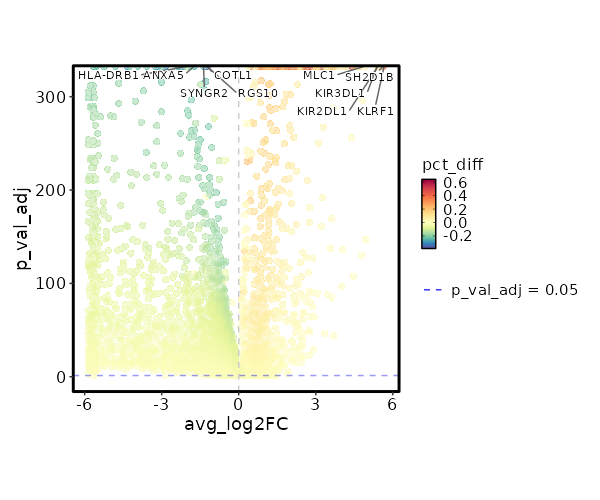 HLA-DRB1 ANXA5 COTL1 MLC1 SH2D1B
SYNGR2 RGS10 KIR3DL1
KIR2DL1 KLRF1
300
200
100
0
p_val_adj
-6 -3 0 3 6
avg_log2FC
pct_diff
0.6
0.4
0.2
0.0
-0.2
p_val_adj = 0.05